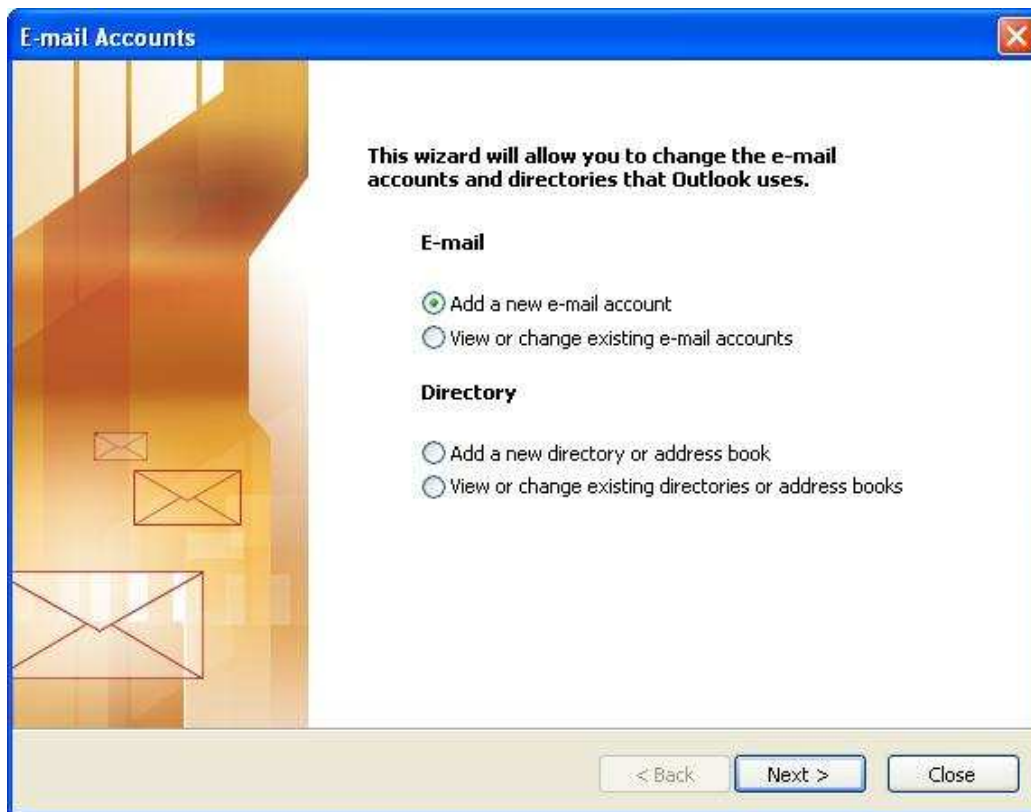 E-mail Accounts
This wizard will allow you to change the e-mail
accounts and directories that Outlook uses.
E-mail
Add a new e-mail account
View or change existing e-mail accounts
Directory
Add a new directory or address book
View or change existing directories or address books
< Back
Next >
Close